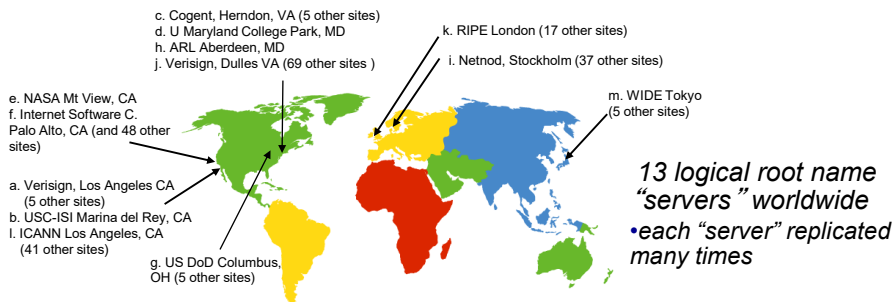 c. Cogent, Herndon, VA (5 other sites)
d. U Maryland College Park, MD
h. ARL Aberdeen, MD
j. Verisign, Dulles VA (69 other sites )
k. RIPE London (17 other sites)
i. Netnod, Stockholm (37 other sites)
e. NASA Mt View, CA
f. Internet Software C.
Palo Alto, CA (and 48 other
sites)
m. WIDE Tokyo
(5 other sites)
a. Verisign, Los Angeles CA
(5 other sites)
b. USC-ISI Marina del Rey, CA
l. ICANN Los Angeles, CA
(41 other sites)
g. US DoD Columbus,
OH (5 other sites)
13 logical root name
“servers” worldwide
•each “server” replicated
many times